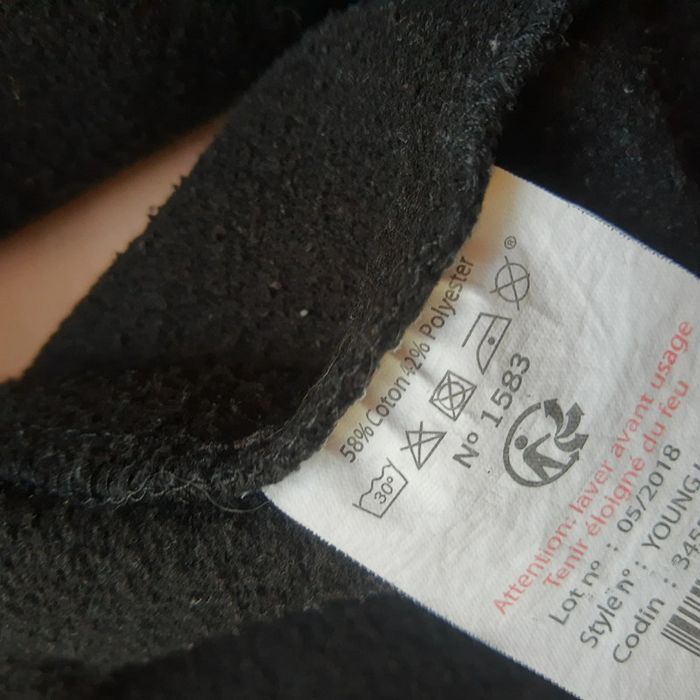 58% Coton 42% Polyester
30°
®
N° 1583
Attention: laver avant usage
Tenir éloigné du feu
Lot n° : 05/2018
Style n° : YOUNG
Codin : 345